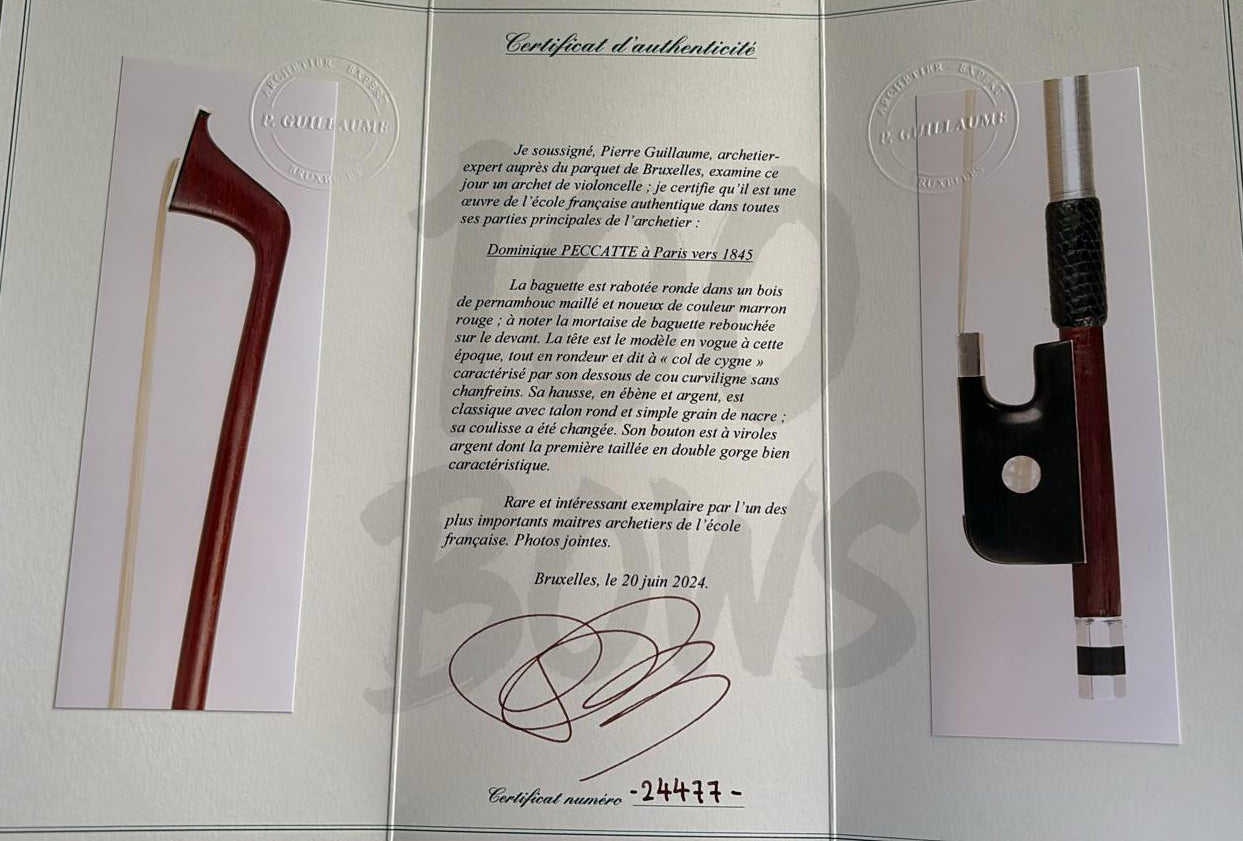 Certificat d'authenticité
ARCHETIER - EXPERT
P. GUILLAUME
BRUXELLES
ARCHETIER - EXPERT
P. GUILLAUME
BRUXELLES
Je soussigné, Pierre Guillaume, archetier-
expert auprès du parquet de Bruxelles, examine ce
jour un archet de violoncelle ; je certifie qu'il est une
œuvre de l'école française authentique dans toutes
ses parties principales de l'archetier :
Dominique PECCATTE à Paris vers 1845
La baguette est rabotée ronde dans un bois
de pernambouc maillé et noueux de couleur marron
rouge ; à noter la mortaise de baguette rebouchée
sur le devant. La tête est le modèle en vogue à cette
époque, tout en rondeur et dit à « col de cygne »
caractérisé par son dessous de cou curviligne sans
chanfreins. Sa hausse, en ébène et argent, est
classique avec talon rond et simple grain de nacre ;
sa coulisse a été changée. Son bouton est à viroles
argent dont la première taillée en double gorge bien
caractéristique.
Rare et intéressant exemplaire par l'un des
plus importants maitres archetiers de l'école
française. Photos jointes.
Bruxelles, le 20 juin 2024.
Certificat numéro -24477-
BOWS